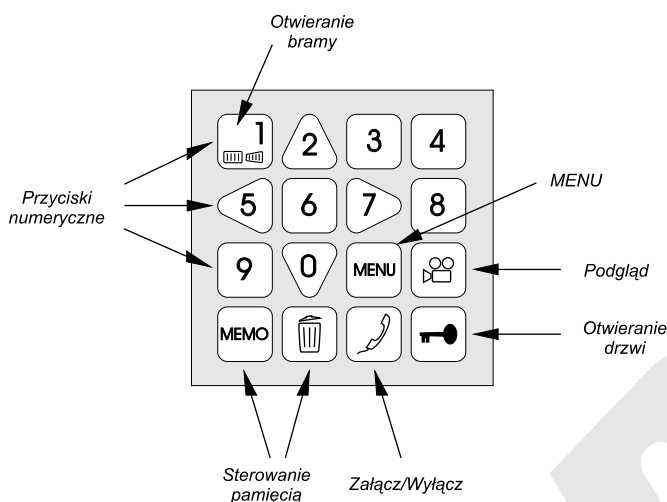 Otwieranie
bramy
1 2 3 4
Przyciski
numeryczne
5 6 7 8
MENU
9 0 MENU
Podgląd
MEMO
Otwieranie
drzwi
Sterowanie
pamięcią
Załącz/Wyłącz